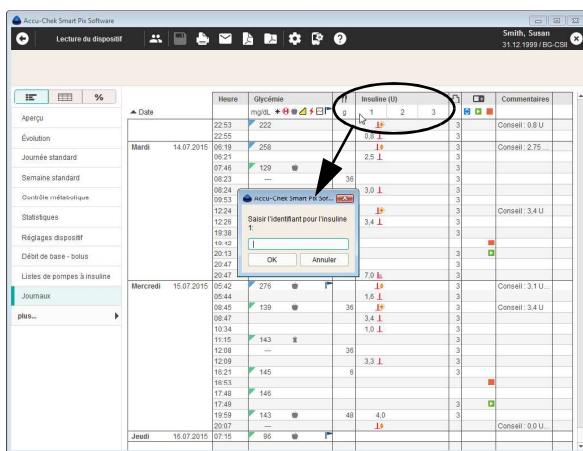 Accu-Chek Smart Pix Software
Lecture du dispositif
Smith, Susan
31.12.1999 / BG-CSII
%
Aperçu
Évolution
Journée standard
Semaine standard
Contrôle métabolique
Statistiques
Réglages dispositif
Débit de base - bolus
Listes de pompes à insuline
Journaux
plus...
Heure Glycémie Insuline (U) Commentaires
Date mg/dL g 1 2 3
22:53 222 3 Conseil : 0,8 U
22:55 0,8 3
Mardi 14.07.2015 06:19 258 3 Conseil : 2,75 ...
06:21 2,5 3
07:46 129 3
08:23 --- 36
08:24 3,0 3
09:53 3
12:24 3 Conseil : 3,4 U
12:26 3,4 3
19:38 3
19:42
20:13 3
20:47 3
20:47 7,0 3
Mercredi 15.07.2015 05:42 276 3 Conseil : 3,1 U...
05:44 1,6 3
08:45 139 36 3 Conseil : 3,4 U
08:47 3,4 3
10:34 1,0 3
11:15 143 3
12:08 --- 36
12:09 3,3 3
16:21 145 6 3
16:53
17:48 146
17:49 3
19:59 143 48 4,0 3
20:07 --- 3 Conseil : 0,0 U...
Jeudi 16.07.2015 07:15 96 3
Accu-Chek Smart Pix Sof...
Saisir l'identifiant pour l'insuline
1:
OK Annuler